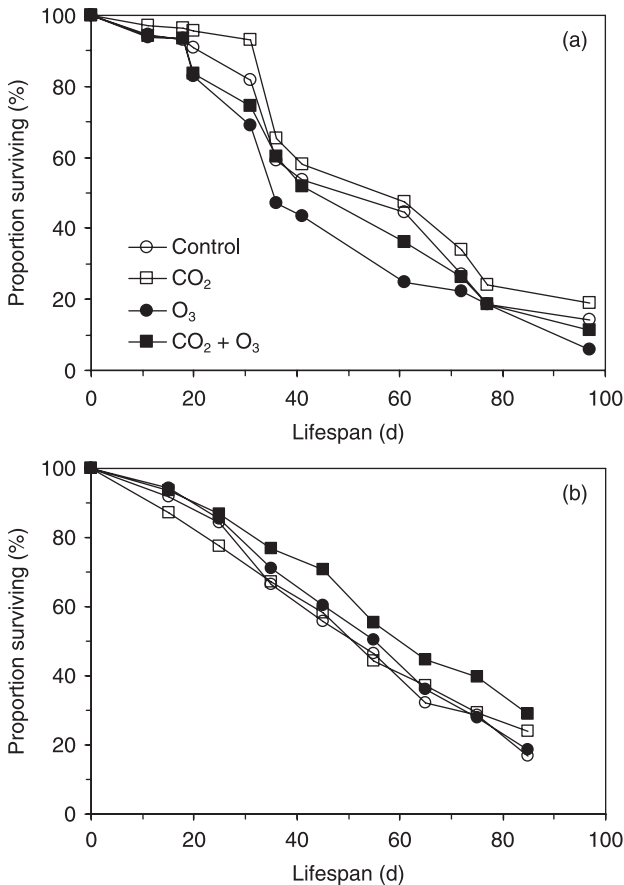 (a)
100
80
60
40
20
0
Proportion surviving (%)
Control
CO₂
O₃
CO₂ + O₃
0 20 40 60 80 100
Lifespan (d)
(b)
100
80
60
40
20
0
Proportion surviving (%)
0 20 40 60 80 100
Lifespan (d)